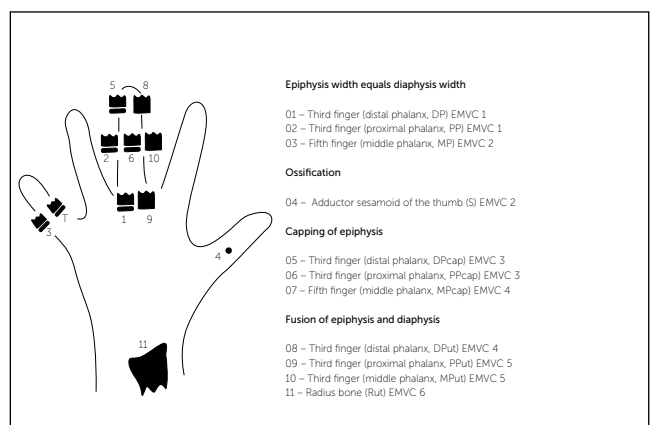 5 8
2 6 10
3 T 1 9
4
11
Epiphysis width equals diaphysis width
01 – Third finger (distal phalanx, DP) EMVC 1
02 – Third finger (proximal phalanx, PP) EMVC 1
03 – Fifth finger (middle phalanx, MP) EMVC 2
Ossification
04 – Adductor sesamoid of the thumb (S) EMVC 2
Capping of epiphysis
05 – Third finger (distal phalanx, DPcap) EMVC 3
06 – Third finger (proximal phalanx, PPcap) EMVC 3
07 – Fifth finger (middle phalanx, MPcap) EMVC 4
Fusion of epiphysis and diaphysis
08 – Third finger (distal phalanx, DPut) EMVC 4
09 – Third finger (proximal phalanx, PPut) EMVC 5
10 – Third finger (middle phalanx, MPut) EMVC 5
11 – Radius bone (Rut) EMVC 6